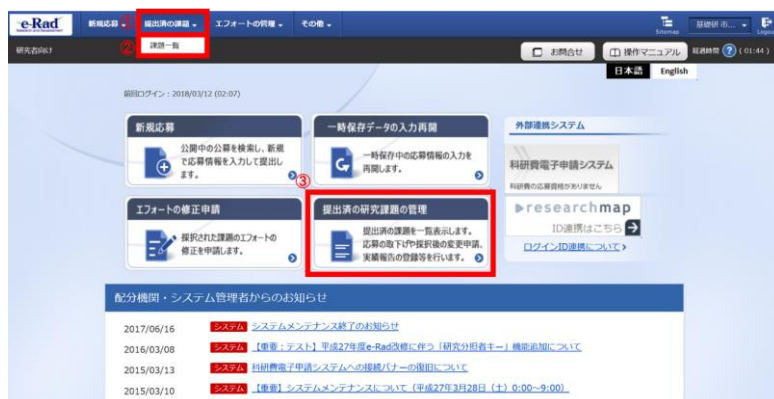 e-Rad
新規応募
①
提出済の課題
エフォートの管理
その他
Sitemap
基礎研 市...
Logout
研究者向け
②
課題一覧
お問合せ
操作マニュアル
経過時間 ? ( 01:44 )
日本語
English
前回ログイン : 2018/03/12 (02:07)
新規応募
公開中の公募を検索し、新規
で応募情報を入力して提出し
ます。
一時保存データの入力再開
一時保存中の応募情報の入力を
再開します。
外部連携システム
科研費電子申請システム
科研費の応募資格がありません
③
エフォートの修正申請
採択された課題のエフォートの
修正を申請します。
提出済の研究課題の管理
提出済の課題を一覧表示します。
応募の取下げや採択後の変更申請、
実績報告の登録等を行います。
researchmap
ID連携はこちら
ログインID連携について
配分機関・システム管理者からのお知らせ
2017/06/16 システム システムメンテナンス終了のお知らせ
2016/03/08 システム 【重要：テスト】平成27年度e-Rad改修に伴う「研究分担者キー」機能追加について
2015/03/13 システム 科研費電子申請システムへの接続バナーの復旧について
2015/03/10 システム 【重要】システムメンテナンスについて（平成27年3月28日（土）0:00～9:00）